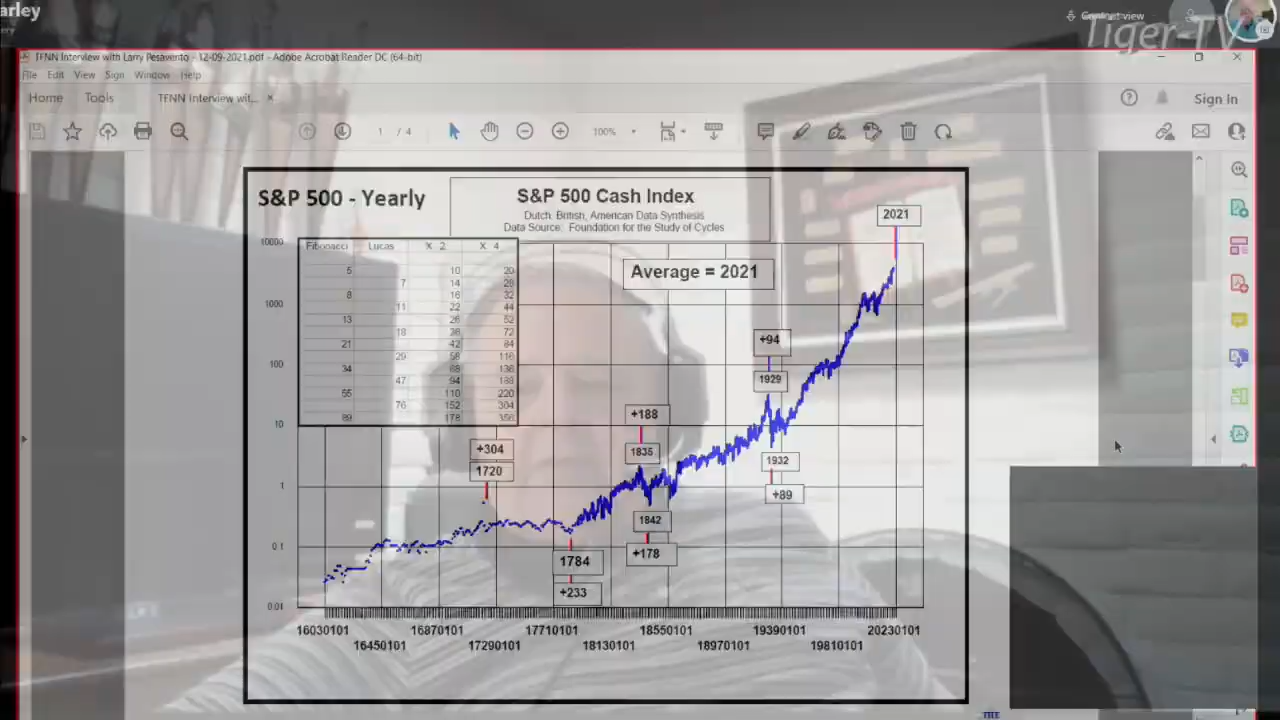 arley
ery
Contrast view
Tiger-TV
TFNN Interview with Larry Pesavento - 12-09-2021.pdf - Adobe Acrobat Reader DC (64-bit)
File Edit View Sign Window Help
Home Tools TFNN Interview wit... ×
Sign In
1 / 4
100%
S&P 500 - Yearly
S&P 500 Cash Index
Dutch, British, American Data Synthesis
Data Source: Foundation for the Study of Cycles
2021
Average = 2021
Fibonacci Lucas X 2 X 4
5 10 20
7 14 28
8 16 32
11 22 44
13 26 52
18 36 72
21 42 84
29 58 116
34 68 136
47 94 188
55 110 220
76 152 304
89 178 356
10000
1000
100
10
1
0.1
0.01
+94
1929
+188
1835
+304
1720
1932
+89
1842
+178
1784
+233
16030101 16870101 17710101 18550101 19390101 20230101
16450101 17290101 18130101 18970101 19810101